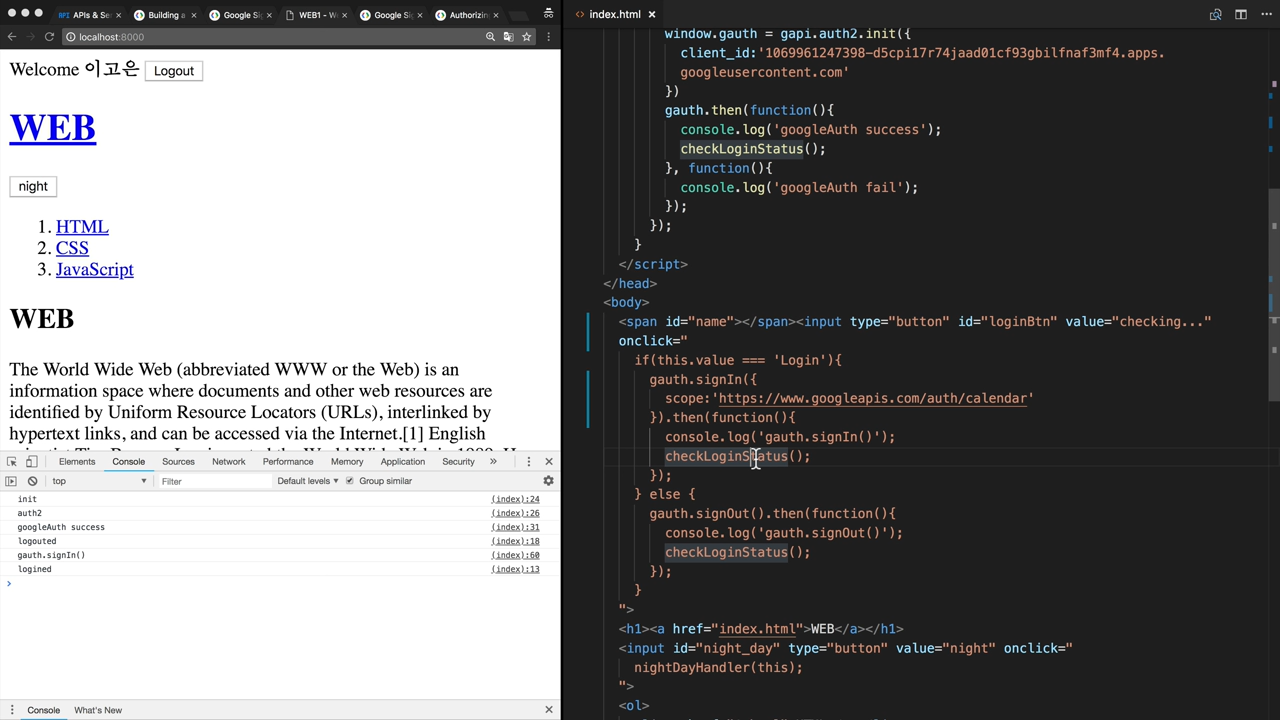 APIs & Se
Building a
Google Sig
WEB1 - We
Google Sig
Authorizing
localhost:8000
Welcome 이고은 Logout
WEB
night
1. HTML
2. CSS
3. JavaScript
WEB
The World Wide Web (abbreviated WWW or the Web) is an
information space where documents and other web resources are
identified by Uniform Resource Locators (URLs), interlinked by
hypertext links, and can be accessed via the Internet.[1] English
Elements Console Sources Network Performance Memory Application Security
top Filter Default levels Group similar
init (index):24
auth2 (index):26
googleAuth success (index):31
logouted (index):18
gauth.signIn() (index):60
logined (index):13
Console What's New
index.html
window.gauth = gapi.auth2.init({
client_id:'1069961247398-d5cpi17r74jaad01cf93gbilfnaf3mf4.apps.
googleusercontent.com'
})
gauth.then(function(){
console.log('googleAuth success');
checkLoginStatus();
}, function(){
console.log('googleAuth fail');
});
});
}
</script>
</head>
<body>
<span id="name"></span><input type="button" id="loginBtn" value="checking..."
onclick="
if(this.value === 'Login'){
gauth.signIn({
scope:'https://www.googleapis.com/auth/calendar'
}).then(function(){
console.log('gauth.signIn()');
checkLoginStatus();
});
} else {
gauth.signOut().then(function(){
console.log('gauth.signOut()');
checkLoginStatus();
});
}
">
<h1><a href="index.html">WEB</a></h1>
<input id="night_day" type="button" value="night" onclick="
nightDayHandler(this);
">
<ol>